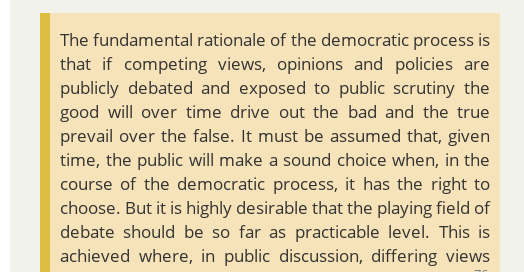 The fundamental rationale of the democratic process is
that if competing views, opinions and policies are
publicly debated and exposed to public scrutiny the
good will over time drive out the bad and the true
prevail over the false. It must be assumed that, given
time, the public will make a sound choice when, in the
course of the democratic process, it has the right to
choose. But it is highly desirable that the playing field of
debate should be so far as practicable level. This is
achieved where, in public discussion, differing views